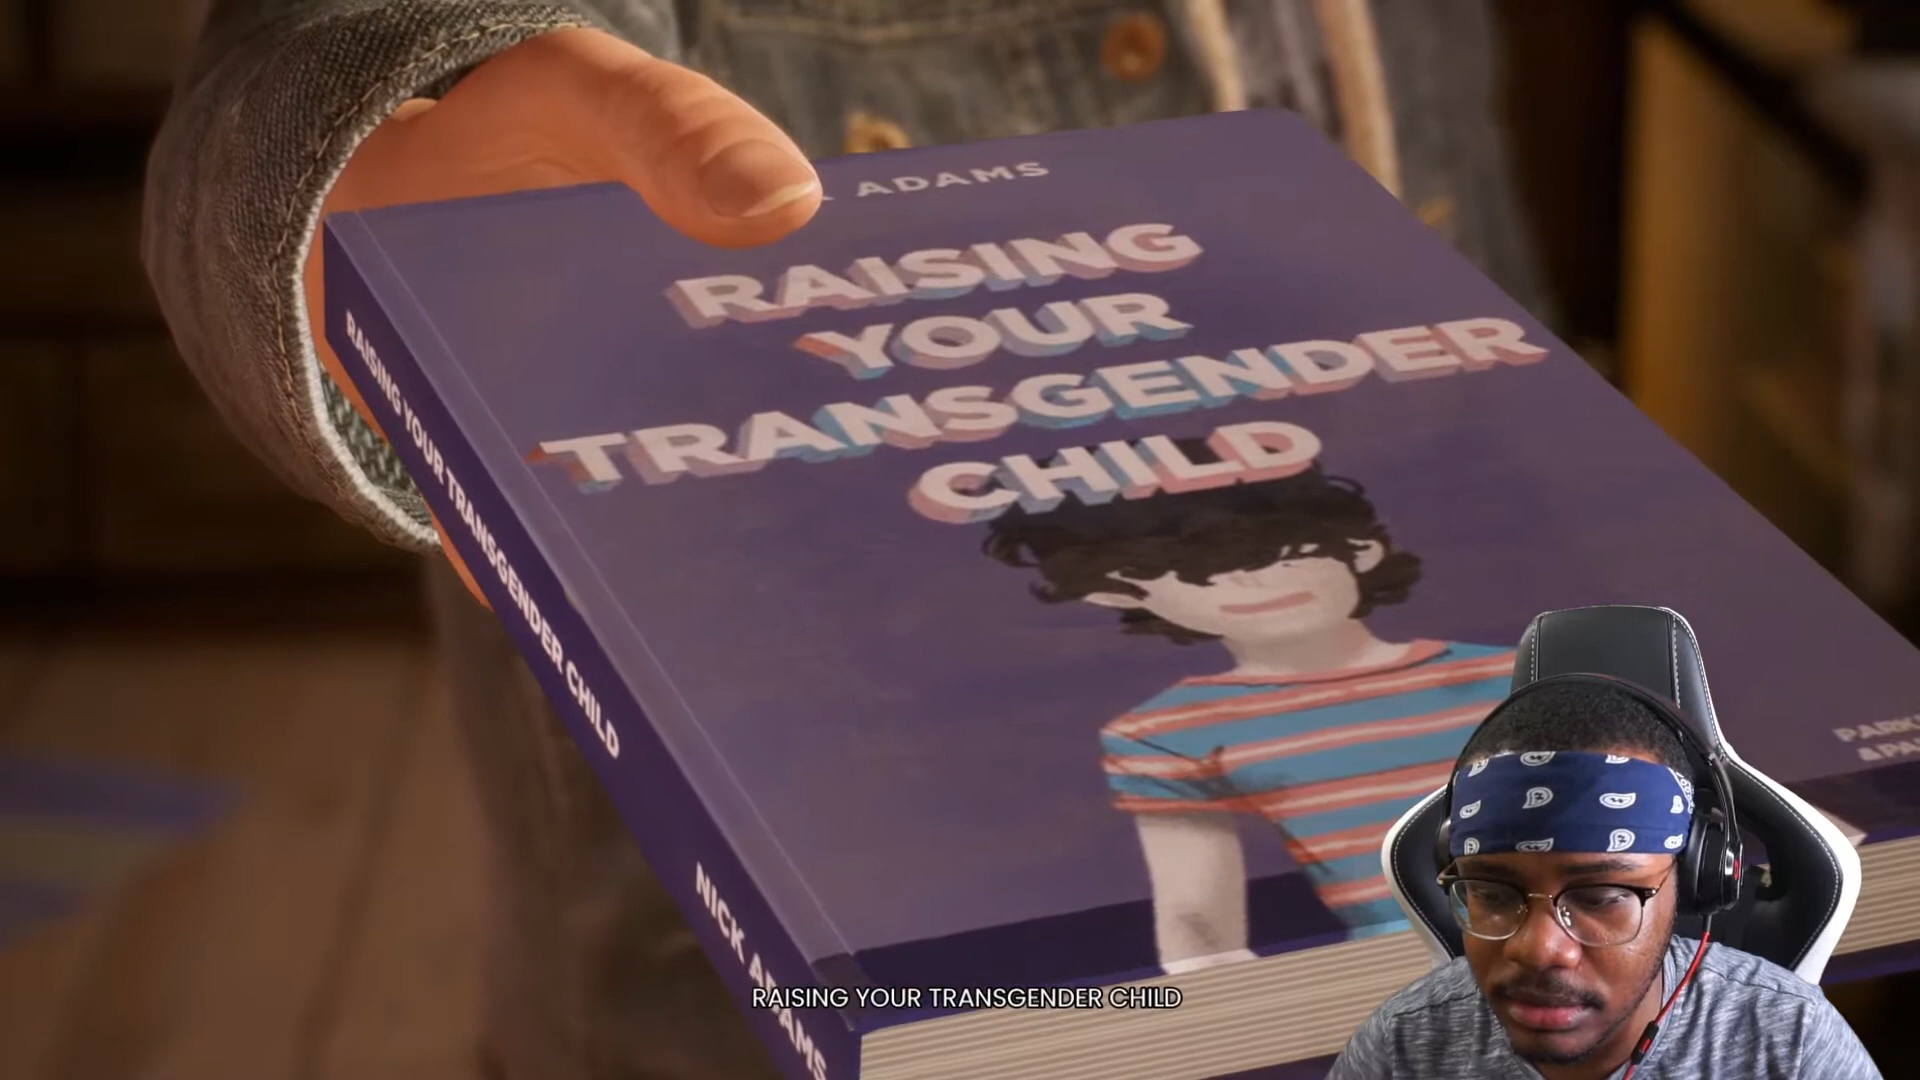 ADAMS
RAISING
YOUR
TRANSGENDER
CHILD
RAISING YOUR TRANSGENDER CHILD
NICK ADAMS
RAISING YOUR TRANSGENDER CHILD